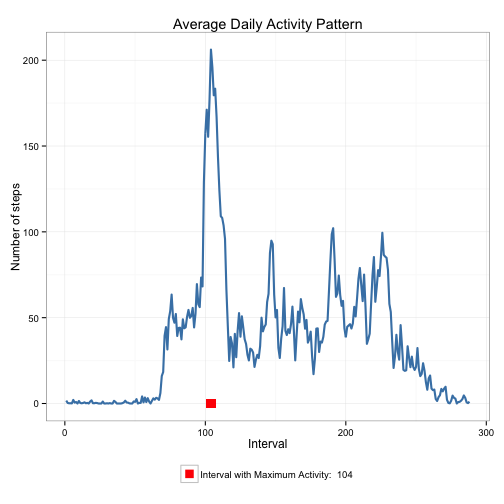 Average Daily Activity Pattern
Number of steps
200
150
100
50
0
0 100 200 300
Interval
Interval with Maximum Activity: 104